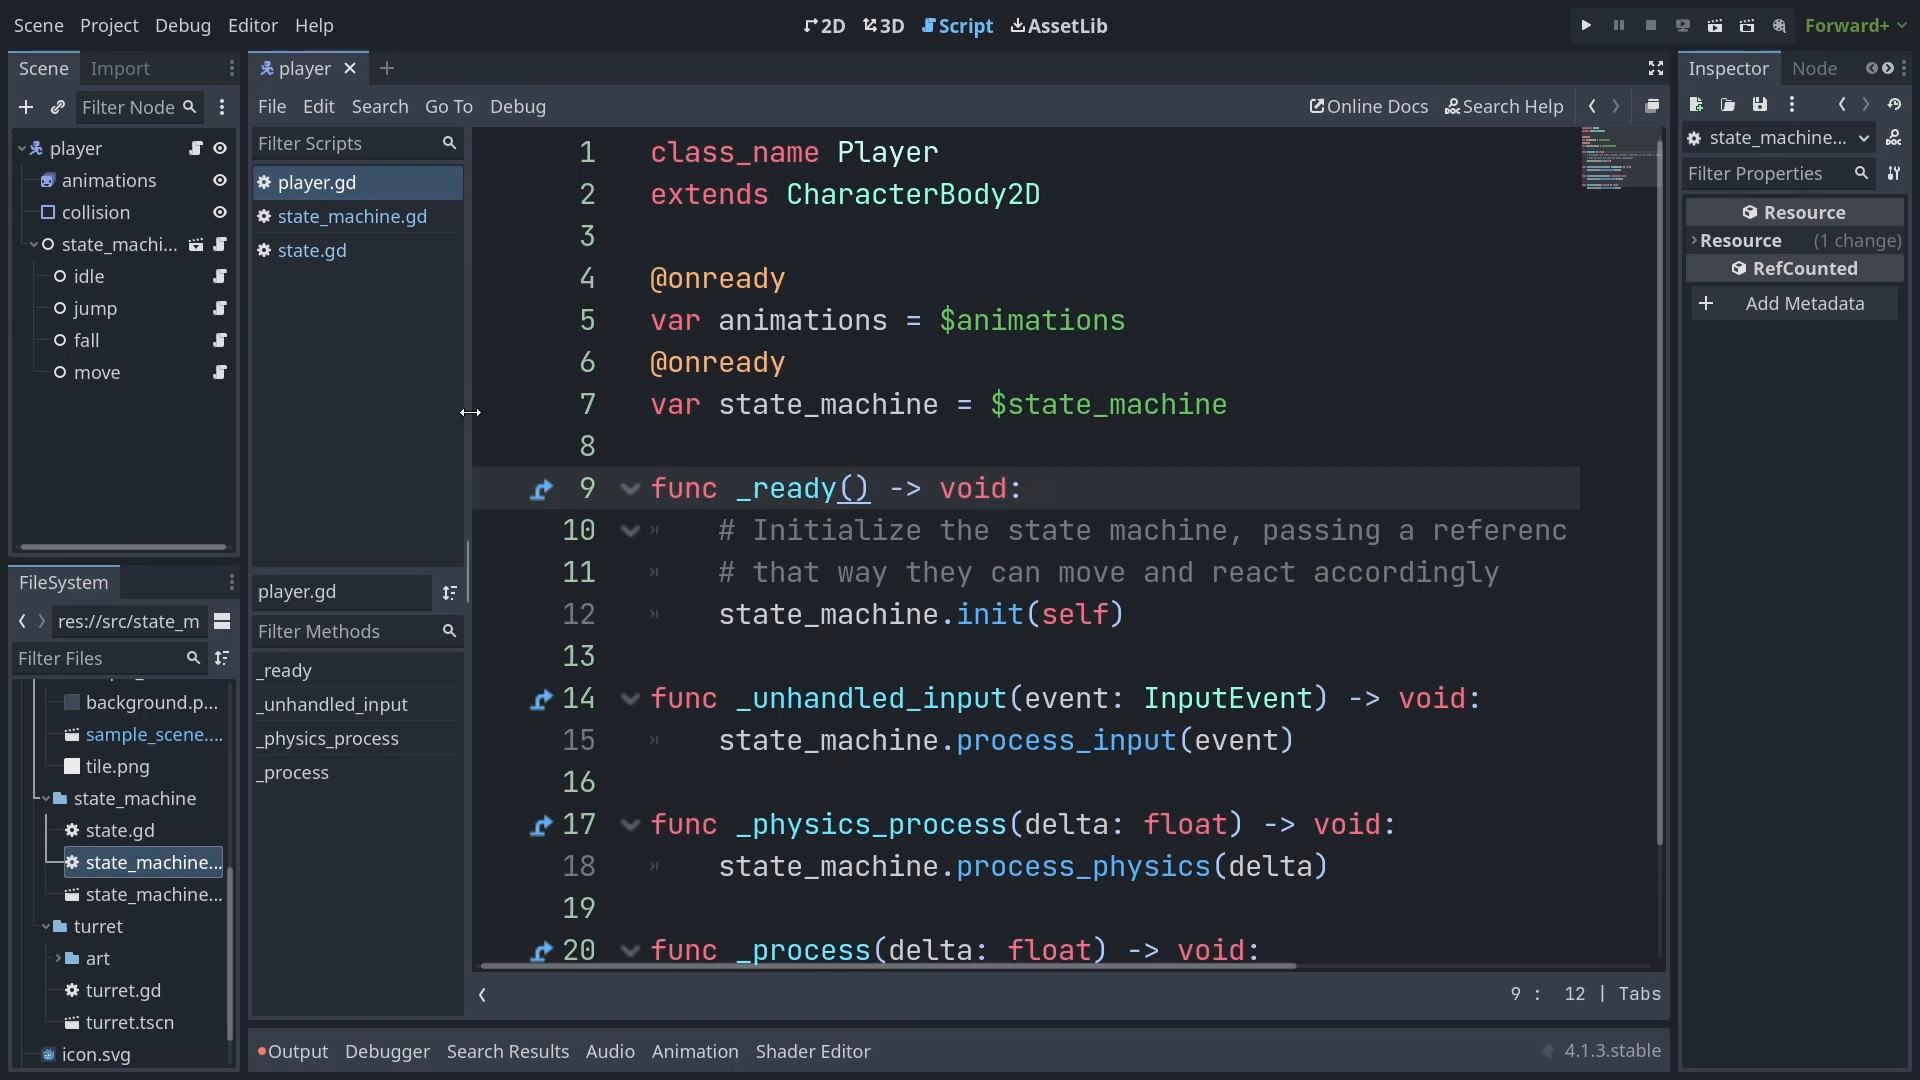 Scene Project Debug Editor Help
2D 3D Script AssetLib
Forward+
Scene Import
Filter Node
player
animations
collision
state_machi...
idle
jump
fall
move
FileSystem
res://src/state_m
Filter Files
background.p...
sample_scene....
tile.png
state_machine
state.gd
state_machine...
state_machine...
turret
art
turret.gd
turret.tscn
icon.svg
player
File Edit Search Go To Debug
Online Docs Search Help
Filter Scripts
player.gd
state_machine.gd
state.gd
player.gd
Filter Methods
_ready
_unhandled_input
_physics_process
_process
1 class_name Player
2 extends CharacterBody2D
3
4 @onready
5 var animations = $animations
6 @onready
7 var state_machine = $state_machine
8
9 func _ready() -> void:
10 # Initialize the state machine, passing a referenc
11 # that way they can move and react accordingly
12 state_machine.init(self)
13
14 func _unhandled_input(event: InputEvent) -> void:
15 state_machine.process_input(event)
16
17 func _physics_process(delta: float) -> void:
18 state_machine.process_physics(delta)
19
20 func _process(delta: float) -> void:
9 : 12 | Tabs
Output Debugger Search Results Audio Animation Shader Editor
4.1.3.stable
Inspector Node
state_machine...
Filter Properties
Resource
Resource (1 change)
RefCounted
Add Metadata